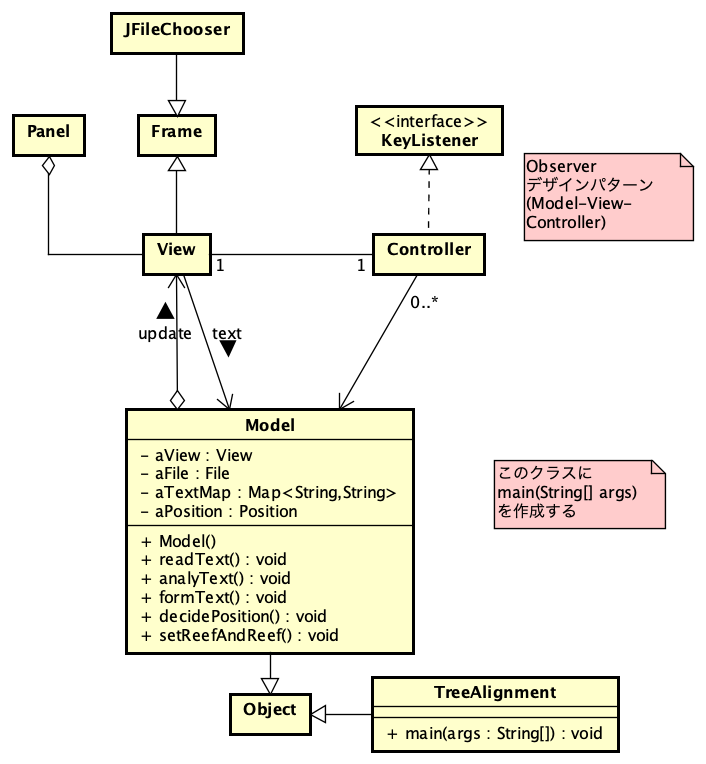 JFileChooser
Panel
Frame
<<interface>>
KeyListener
Observer
デザインパターン
(Model-View-
Controller)
View
Controller
1
1
0..*
update
text
Model
- aView : View
- aFile : File
- aTextMap : Map<String,String>
- aPosition : Position
+ Model()
+ readText() : void
+ analyText() : void
+ formText() : void
+ decidePosition() : void
+ setReefAndReef() : void
このクラスに
main(String[] args)
を作成する
Object
TreeAlignment
+ main(args : String[]) : void